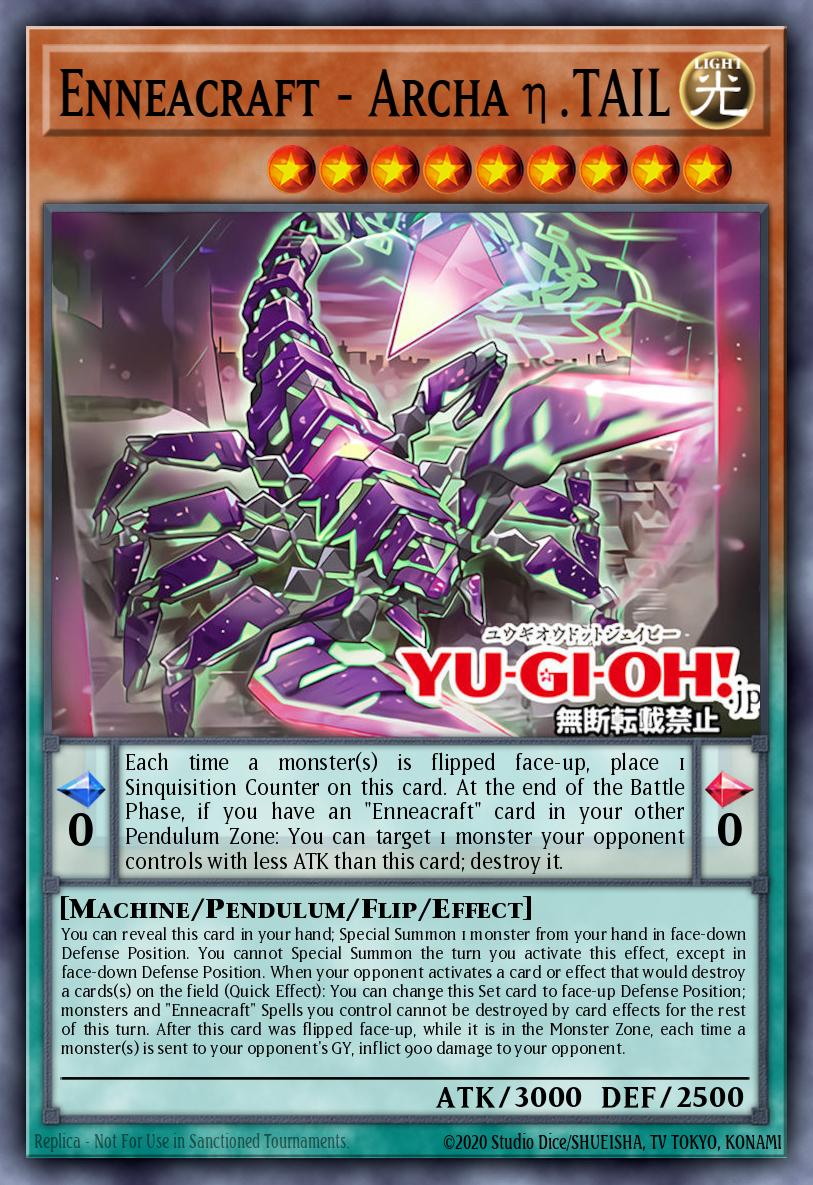 Enneacraft - Archa η .TAIL
LIGHT
光
ユウギオウドットジェイピー
YU-GI-OH!
.jp
無断転載禁止
Each time a monster(s) is flipped face-up, place 1
Sinquisition Counter on this card. At the end of the Battle
Phase, if you have an "Enneacraft" card in your other
Pendulum Zone: You can target 1 monster your opponent
controls with less ATK than this card; destroy it.
0
0
[Machine/Pendulum/Flip/Effect]
You can reveal this card in your hand; Special Summon 1 monster from your hand in face-down
Defense Position. You cannot Special Summon the turn you activate this effect, except in
face-down Defense Position. When your opponent activates a card or effect that would destroy
a cards(s) on the field (Quick Effect): You can change this Set card to face-up Defense Position;
monsters and "Enneacraft" Spells you control cannot be destroyed by card effects for the rest
of this turn. After this card was flipped face-up, while it is in the Monster Zone, each time a
monster(s) is sent to your opponent's GY, inflict 900 damage to your opponent.
ATK/3000 DEF/2500
Replica - Not For Use in Sanctioned Tournaments.
©2020 Studio Dice/SHUEISHA, TV TOKYO, KONAMI